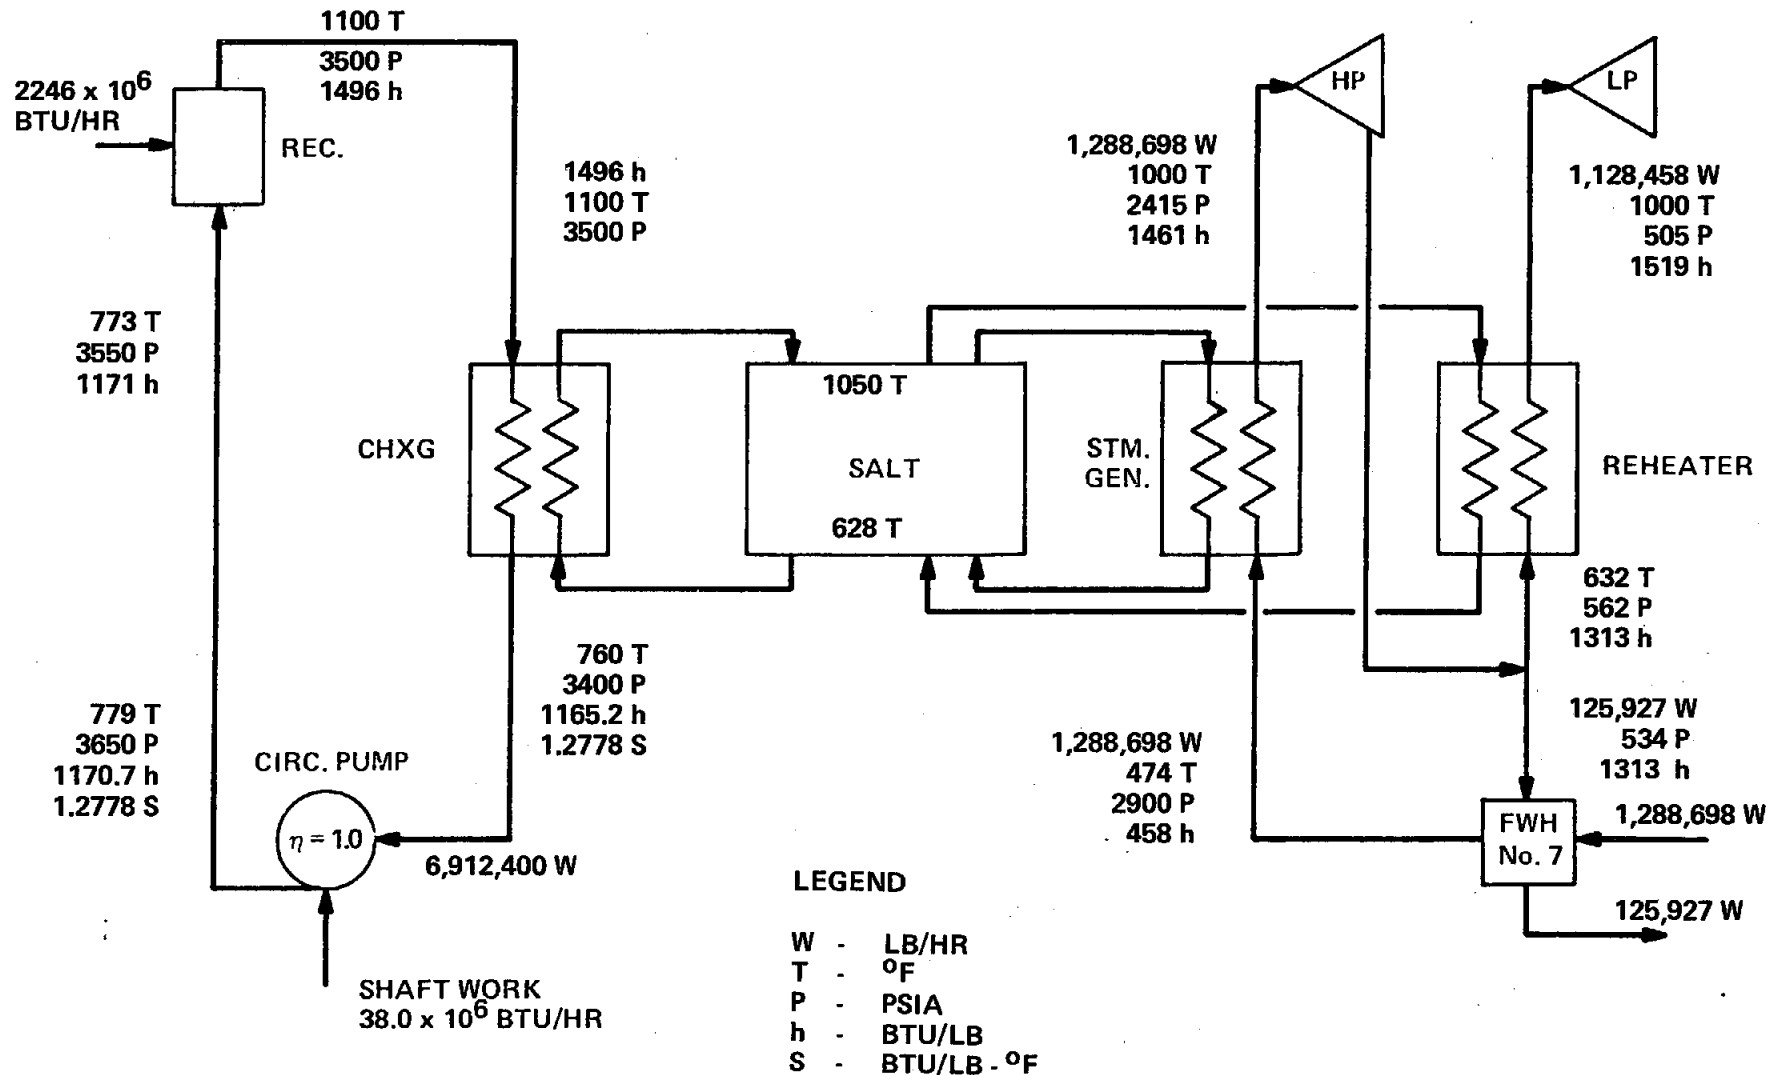 1100 T
3500 P
1496 h
2246 x 10⁶
BTU/HR
REC.
1496 h
1100 T
3500 P
773 T
3550 P
1171 h
CHXG
1050 T
SALT
628 T
STM.
GEN.
REHEATER
HP
LP
1,288,698 W
1000 T
2415 P
1461 h
1,128,458 W
1000 T
505 P
1519 h
632 T
562 P
1313 h
125,927 W
534 P
1313 h
760 T
3400 P
1165.2 h
1.2778 S
779 T
3650 P
1170.7 h
1.2778 S
CIRC. PUMP
η = 1.0
6,912,400 W
SHAFT WORK
38.0 x 10⁶ BTU/HR
1,288,698 W
474 T
2900 P
458 h
FWH
No. 7
1,288,698 W
125,927 W
LEGEND
W - LB/HR
T - ºF
P - PSIA
h - BTU/LB
S - BTU/LB - ºF